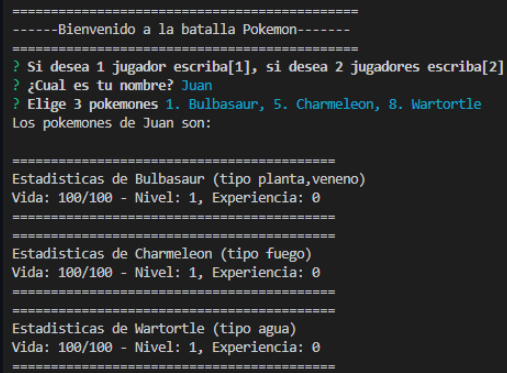 =============================================
------Bienvenido a la batalla Pokemon-------
=============================================
? Si desea 1 jugador escriba[1], si desea 2 jugadores escriba[2]
? ¿Cual es tu nombre? Juan
? Elige 3 pokemones 1. Bulbasaur, 5. Charmeleon, 8. Wartortle
Los pokemones de Juan son:
==========================================
Estadisticas de Bulbasaur (tipo planta,veneno)
Vida: 100/100 - Nivel: 1, Experiencia: 0
==========================================
==========================================
Estadisticas de Charmeleon (tipo fuego)
Vida: 100/100 - Nivel: 1, Experiencia: 0
==========================================
==========================================
Estadisticas de Wartortle (tipo agua)
Vida: 100/100 - Nivel: 1, Experiencia: 0
==========================================